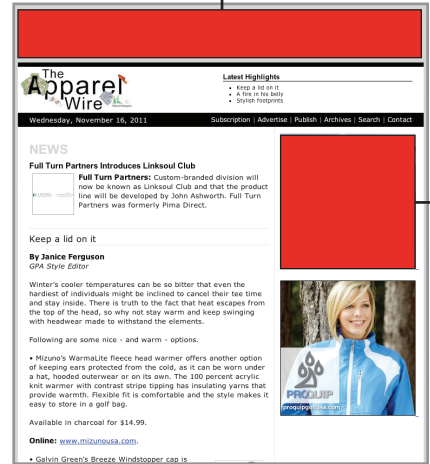 The
Apparel
Wire
Latest Highlights
• Keep a lid on it
• A fire in his belly
• Stylish footprints
Wednesday, November 16, 2011
Subscription | Advertise | Publish | Archives | Search | Contact
NEWS
Full Turn Partners Introduces Linksoul Club
Full Turn Partners: Custom-branded division will
now be known as Linksoul Club and that the product
line will be developed by John Ashworth. Full Turn
Partners was formerly Pima Direct.
Keep a lid on it
By Janice Ferguson
GPA Style Editor
Winter's cooler temperatures can be so bitter that even the
hardiest of individuals might be inclined to cancel their tee time
and stay inside. There is truth to the fact that heat escapes from
the top of the head, so why not stay warm and keep swinging
with headwear made to withstand the elements.
Following are some nice - and warm - options.
• Mizuno's WarmaLite fleece head warmer offers another option
of keeping ears protected from the cold, as it can be worn under
a hat, hooded outerwear or on its own. The 100 percent acrylic
knit warmer with contrast stripe tipping has insulating yarns that
provide warmth. Flexible fit is comfortable and the style makes it
easy to store in a golf bag.
Available in charcoal for $14.99.
Online: www.mizunousa.com.
• Galvin Green's Breeze Windstopper cap is
PROQUIP
proquipgolfusa.com